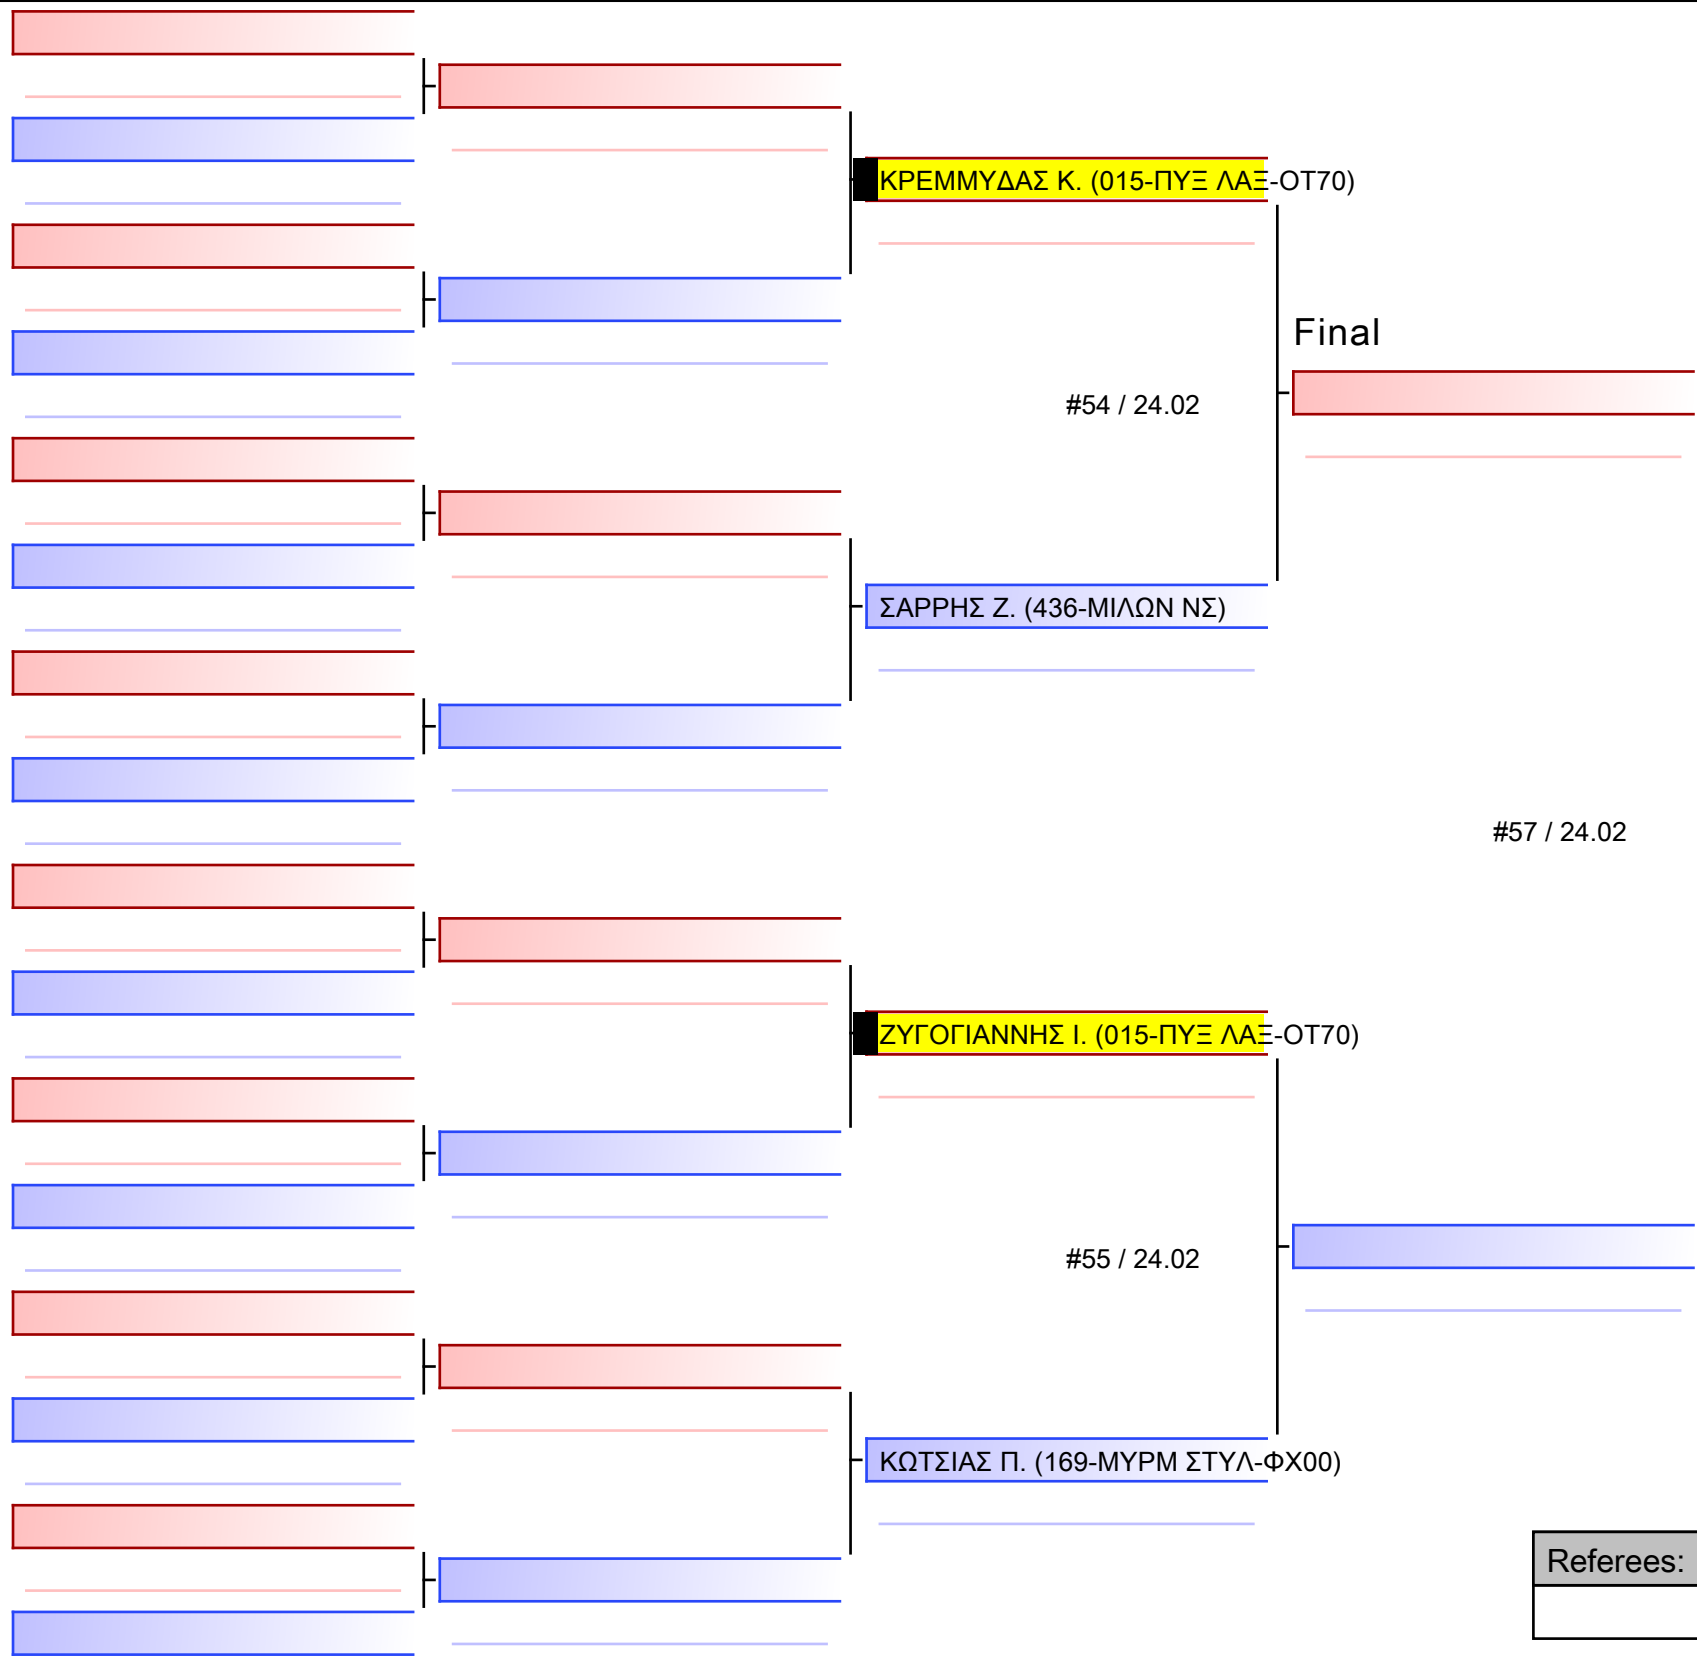 ΚΡΕΜΜΥΔΑΣ Κ. (015-ΠΥΞ ΛΑΞ-ΟΤ70)
Final
#54 / 24.02
ΣΑΡΡΗΣ Ζ. (436-ΜΙΛΩΝ ΝΣ)
#57 / 24.02
ΖΥΓΟΓΙΑΝΝΗΣ Ι. (015-ΠΥΞ ΛΑΞ-ΟΤ70)
#55 / 24.02
ΚΩΤΣΙΑΣ Π. (169-ΜΥΡΜ ΣΤΥΛ-ΦΧ00)
Referees: